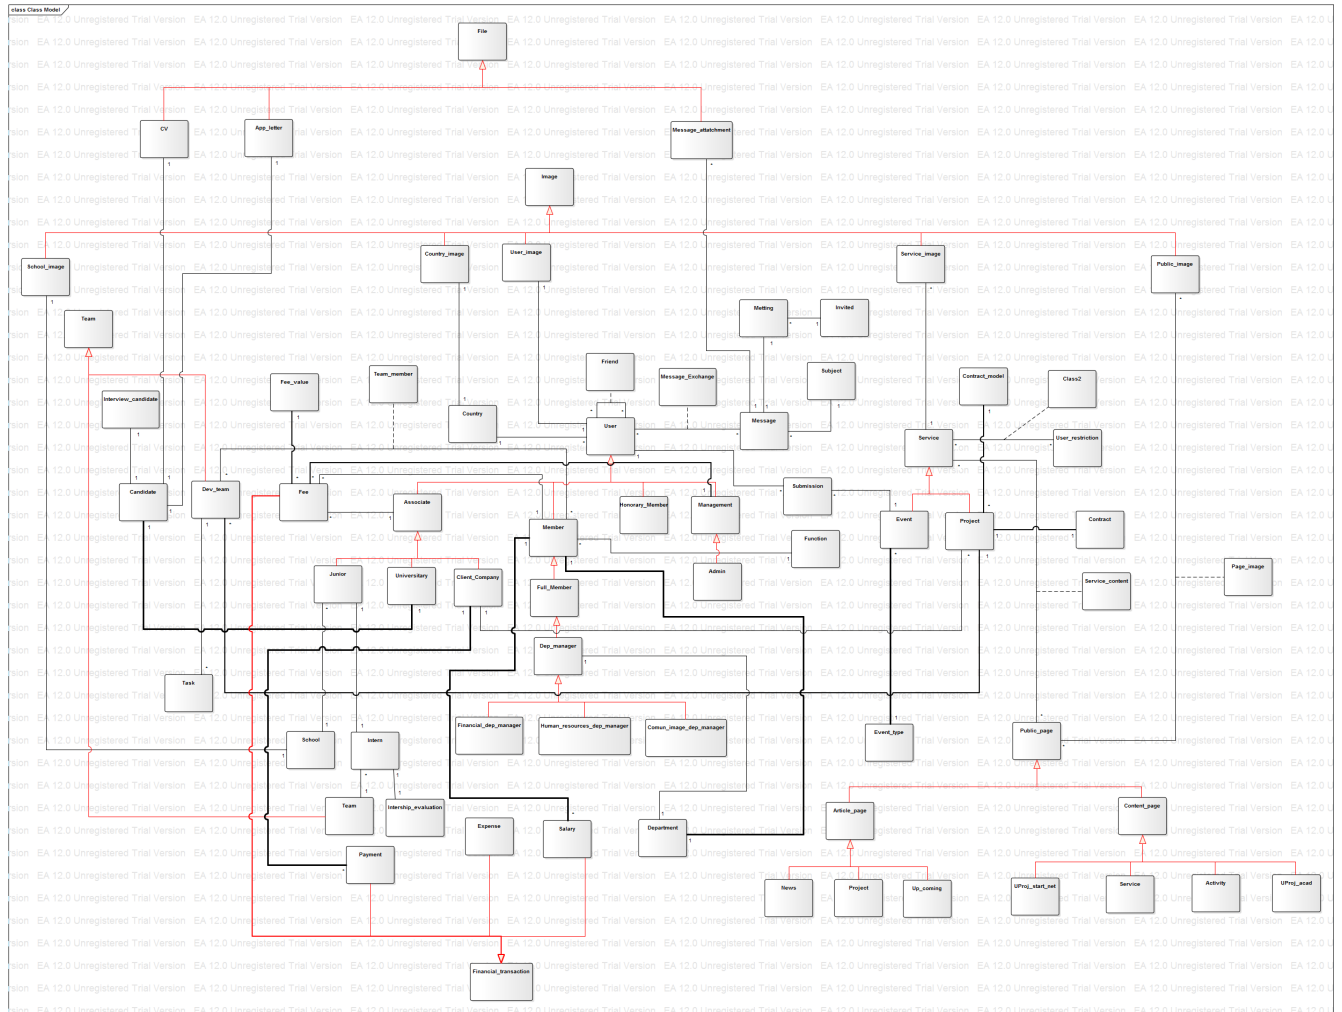 class Class Model
File
CV
App_letter
Message_attatchment
Image
School_image
Country_image
User_image
Service_image
Public_image
Team
Metting
Invited
Friend
Message_Exchange
Subject
Contract_model
Class2
Team_member
Fee_value
Interview_candidate
Country
User
Message
Service
User_restriction
Candidate
Dev_team
Fee
Associate
Honorary_Member
Management
Submission
Event
Project
Contract
Member
Function
Junior
Universitary
Client_Company
Full_Member
Admin
Service_content
Page_image
Dep_manager
Task
Financial_dep_manager
Human_resources_dep_manager
Comun_image_dep_manager
School
Intern
Event_type
Public_page
Team
Intership_evaluation
Expense
Salary
Department
Article_page
Content_page
Payment
News
Project
Up_coming
UProj_start_net
Service
Activity
UProj_acad
Financial_transaction
EA 12.0 Unregistered Trial Version